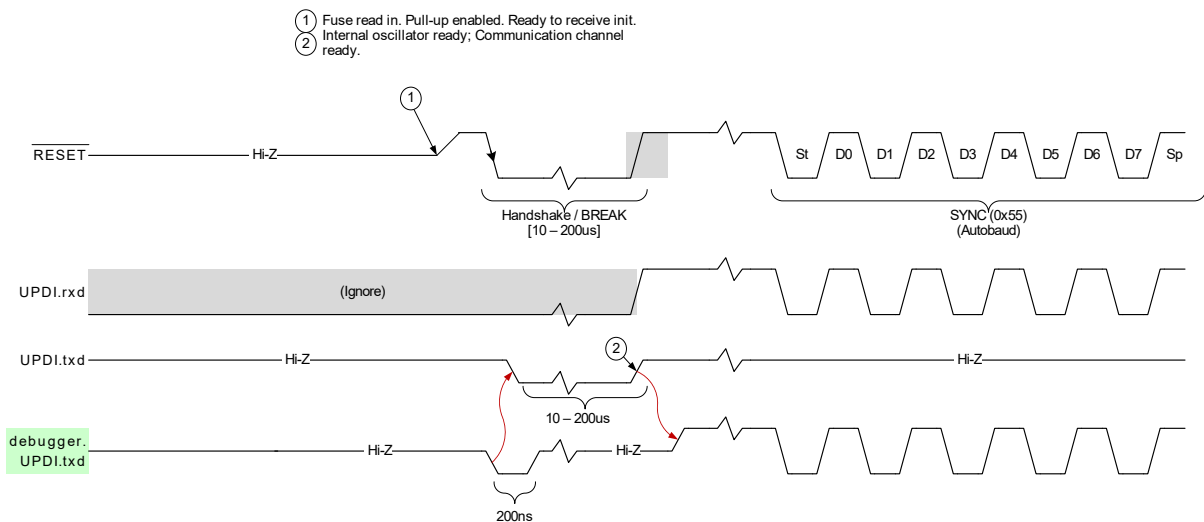 1 Fuse read in. Pull-up enabled. Ready to receive init.
2 Internal oscillator ready; Communication channel
ready.
1
RESET
Hi-Z
St D0 D1 D2 D3 D4 D5 D6 D7 Sp
Handshake / BREAK
[10 – 200us]
SYNC (0x55)
(Autobaud)
UPDI.rxd
(Ignore)
UPDI.txd
Hi-Z
2
Hi-Z
10 – 200us
debugger.
UPDI.txd
Hi-Z
Hi-Z
200ns